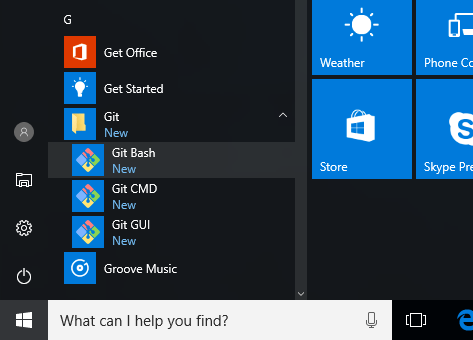 G
Get Office
Get Started
Git
New
Git Bash
New
Git CMD
New
Git GUI
New
Groove Music
Weather
Phone Co
Store
Skype Pre
What can I help you find?